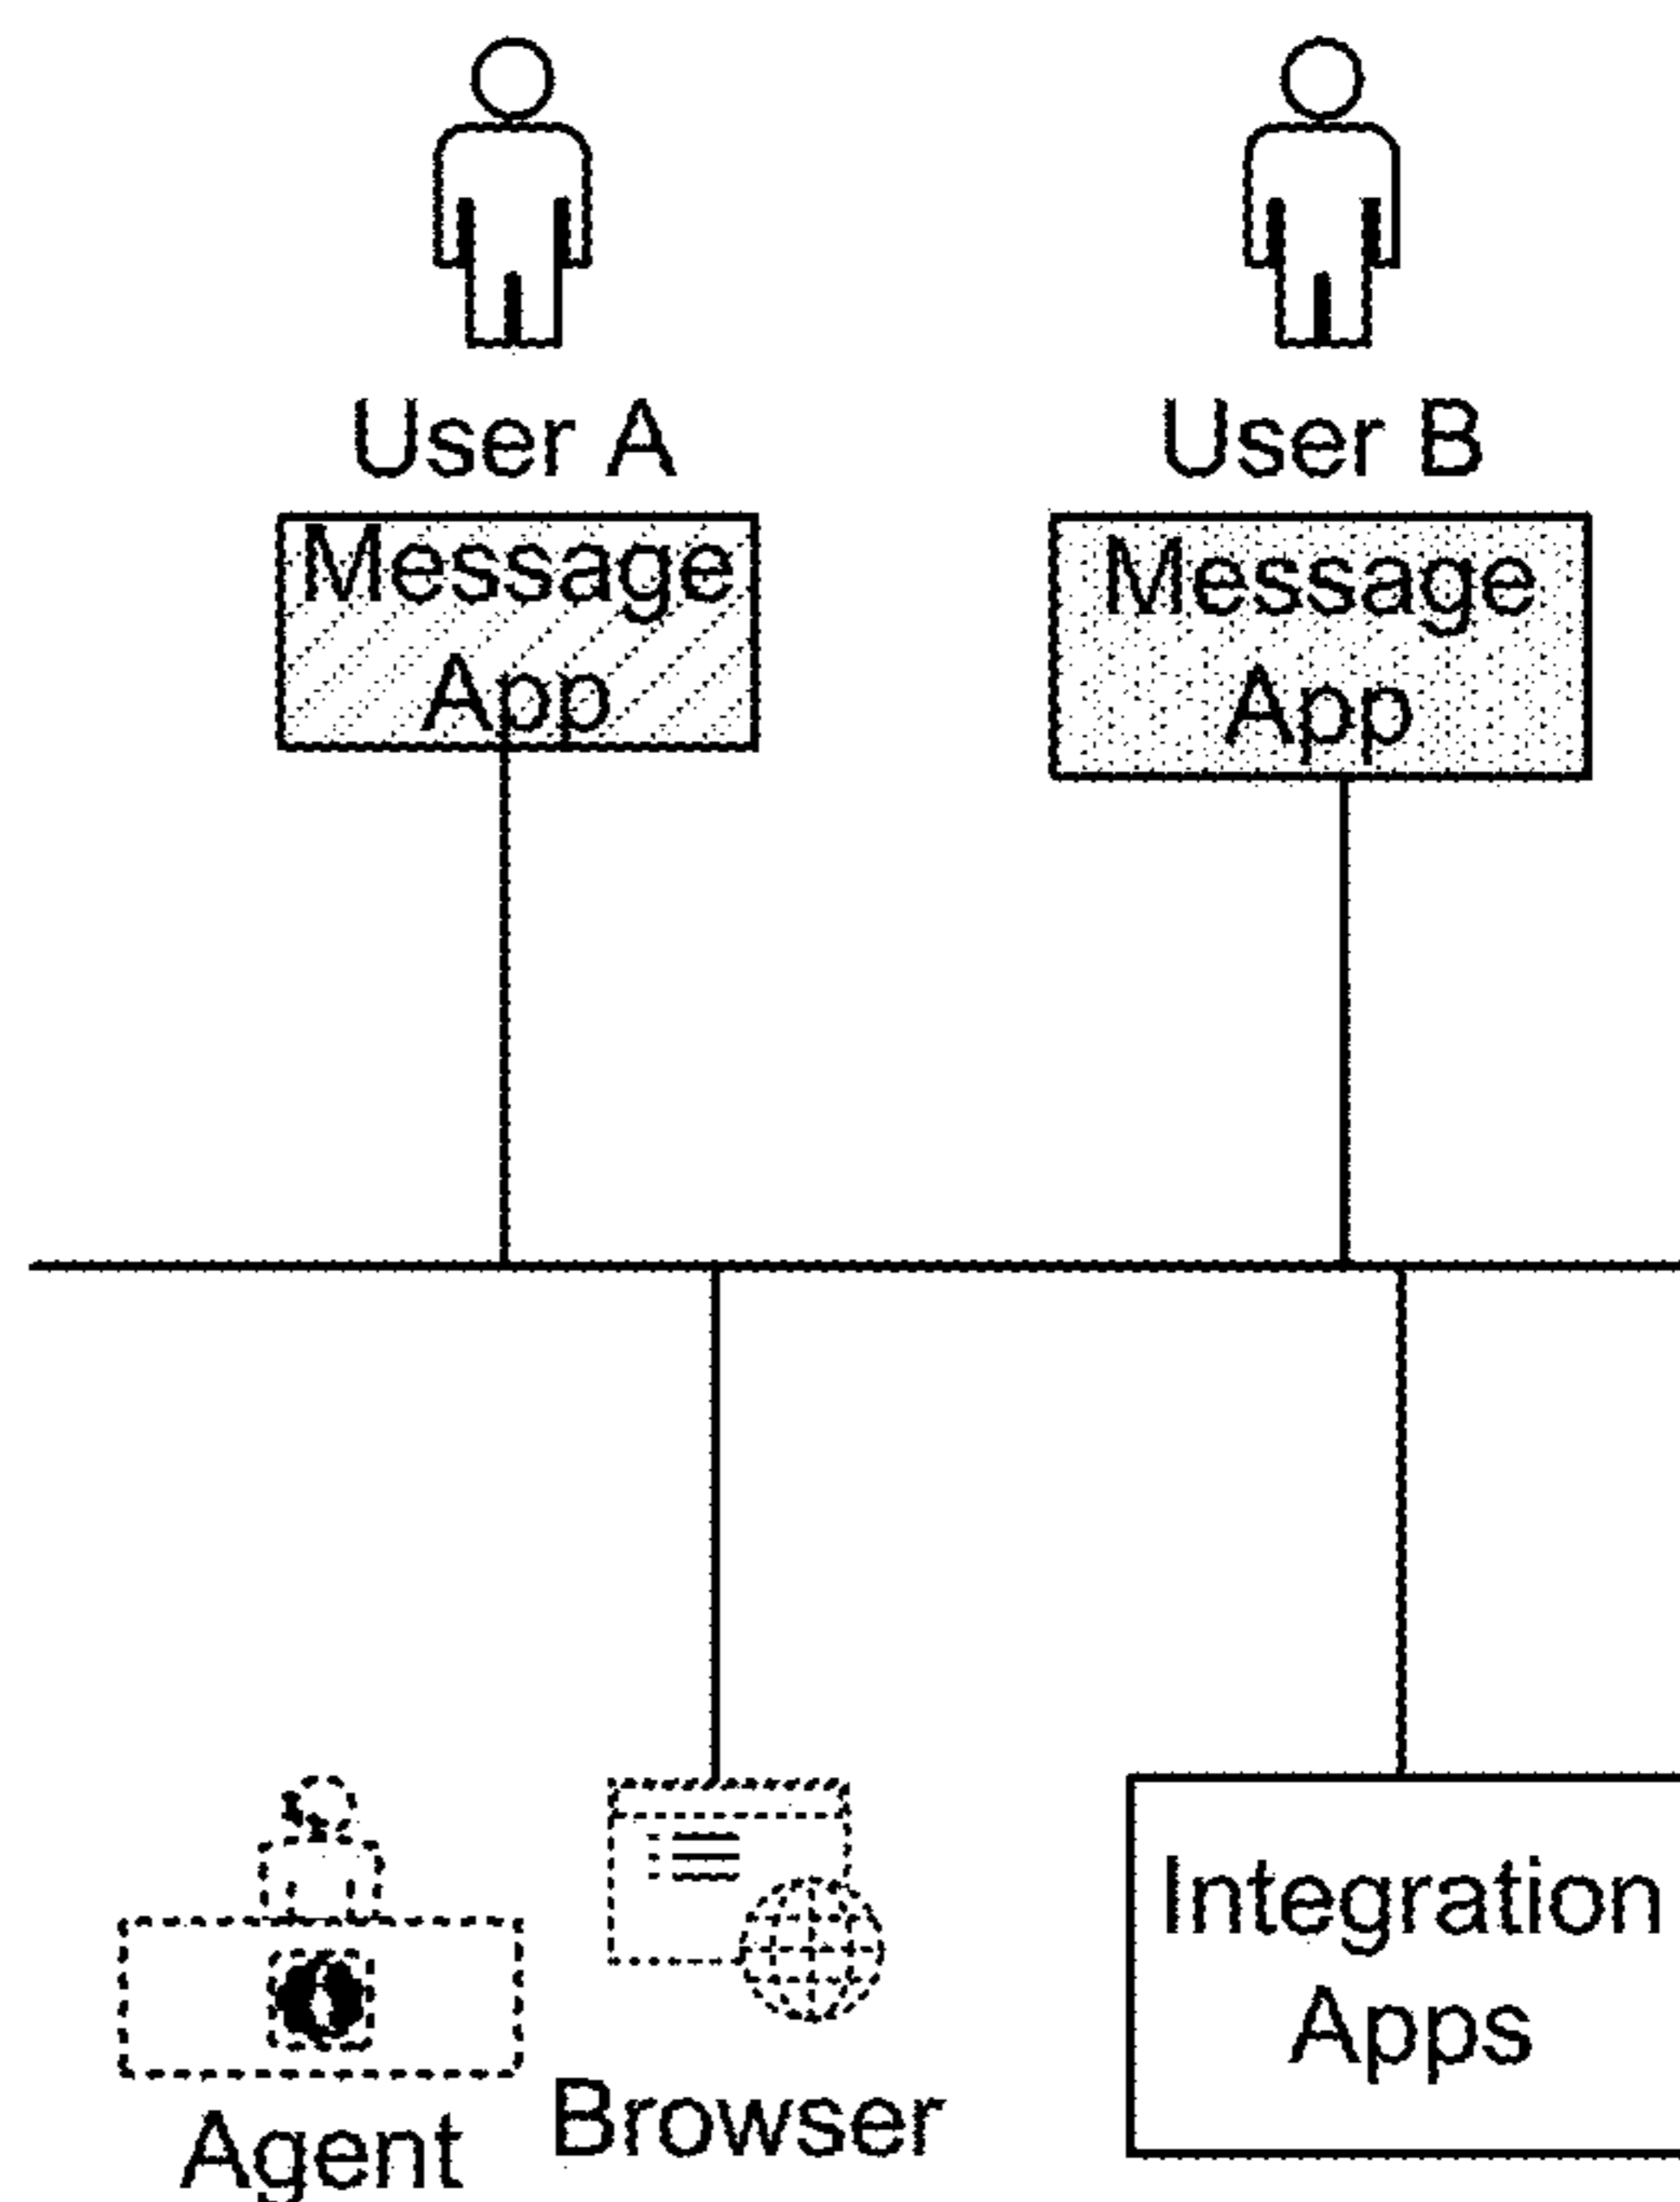 User A
User B
Message
App
Message
App
Integration
Apps
Browser
Agent